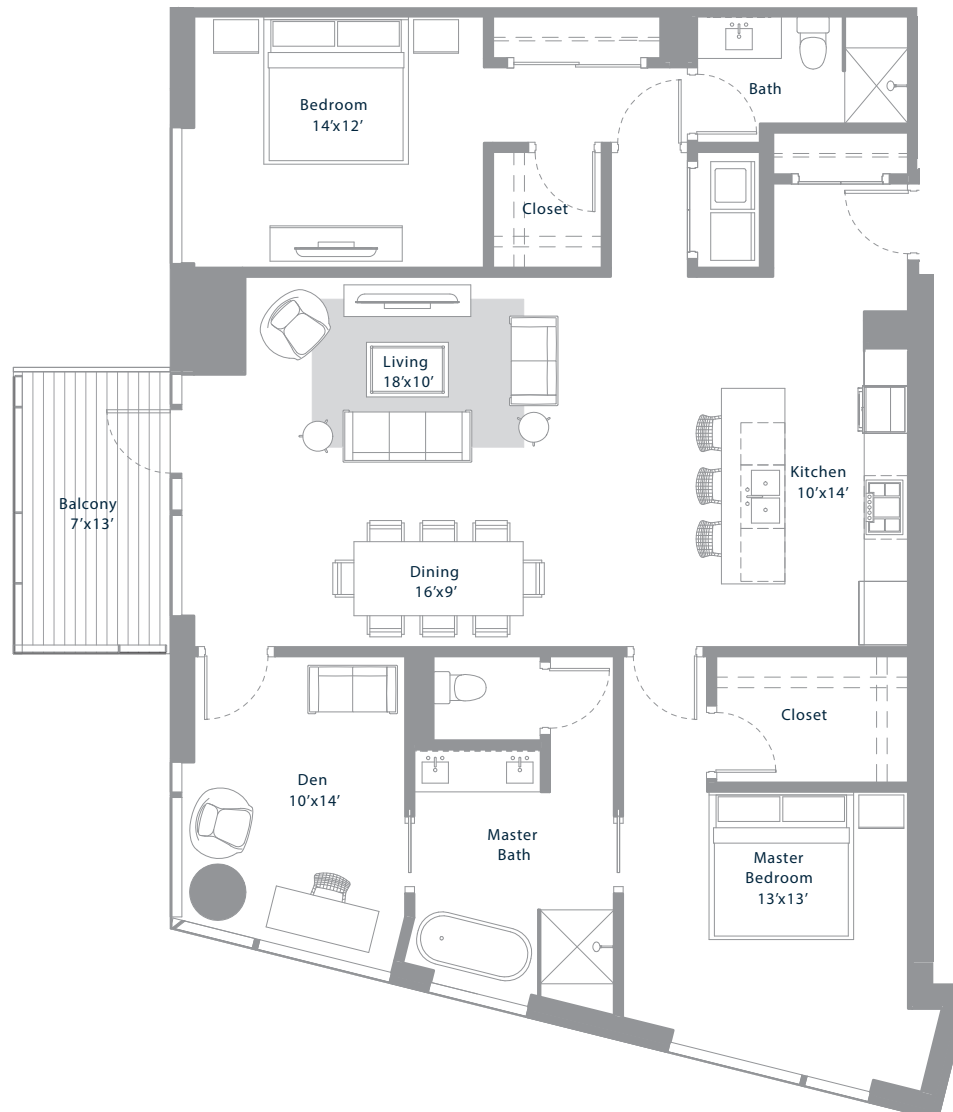 Bedroom
14’x12’
Bath
Closet
Living
18’x10’
Kitchen
10’x14’
Balcony
7’x13’
Dining
16’x9’
Closet
Den
10’x14’
Master
Bath
Master
Bedroom
13’x13’